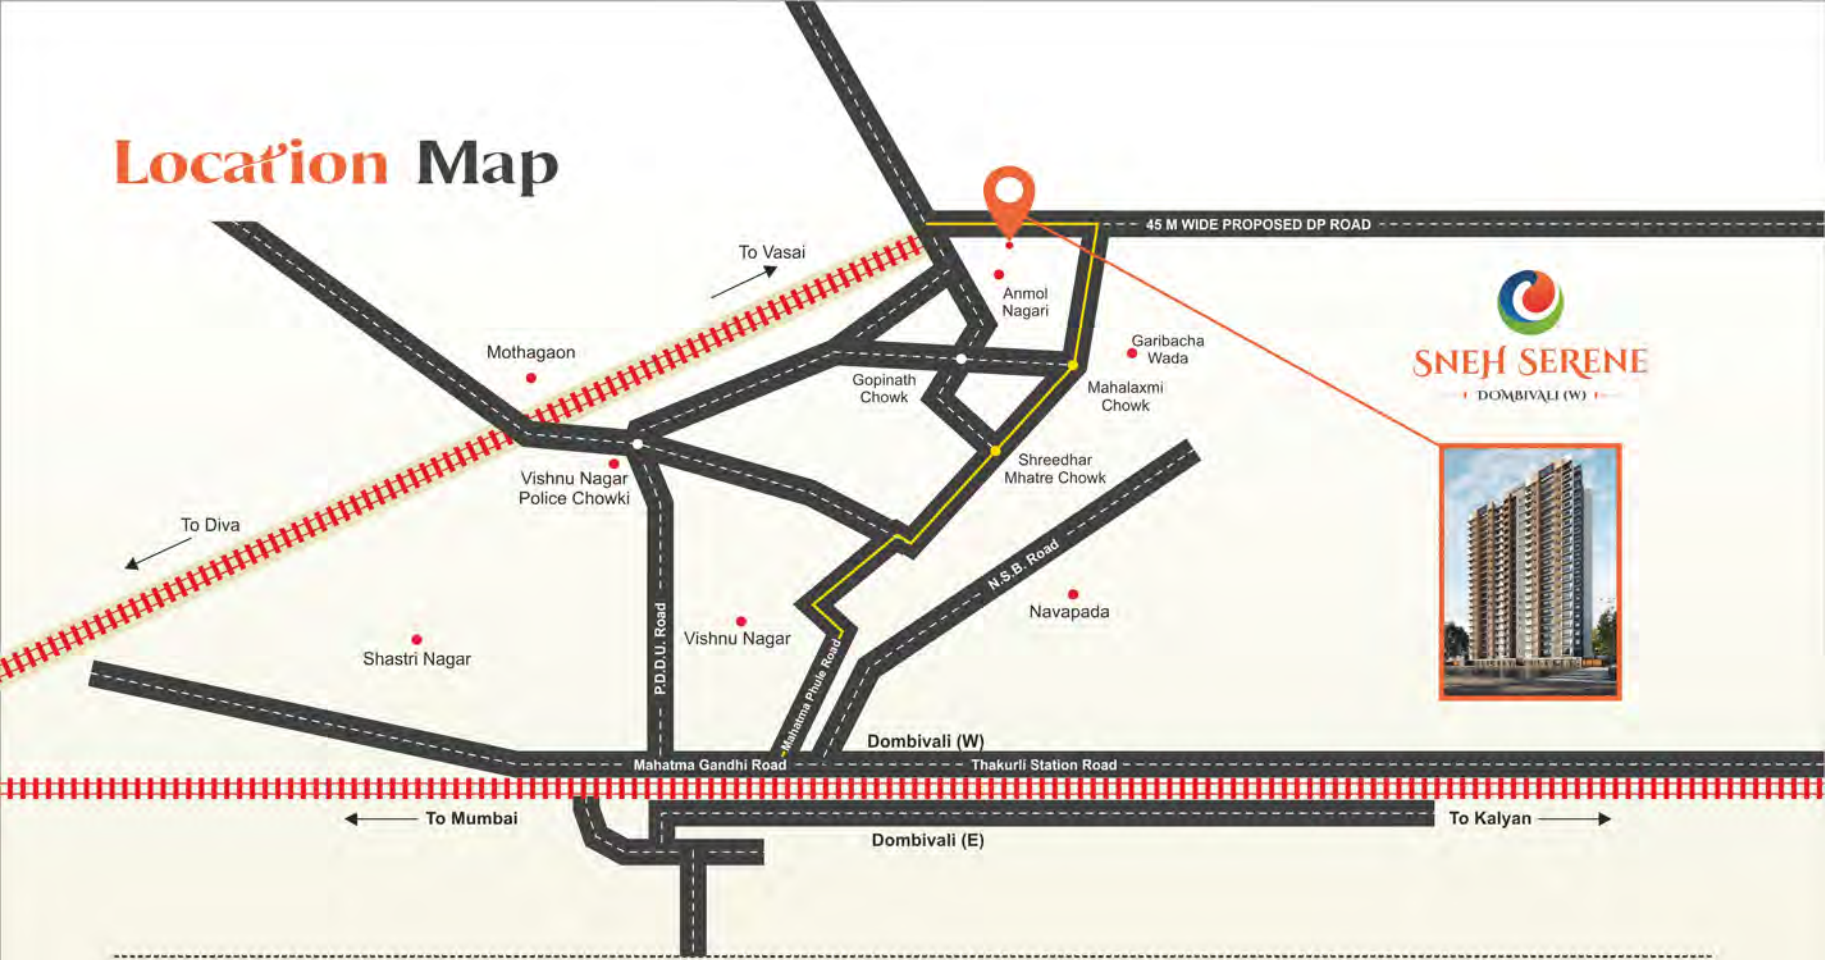 Location Map
45 M WIDE PROPOSED DP ROAD
To Vasai
Anmol
Nagari
SNEH SERENE
DOMBIVALI (W)
Garibacha
Wada
Mothagaon
Gopinath
Chowk
Mahalaxmi
Chowk
Shreedhar
Mhatre Chowk
Vishnu Nagar
Police Chowki
To Diva
N.S.B. Road
Navapada
P.D.D.U. Road
Vishnu Nagar
Shastri Nagar
Mahatma Phule Road
Dombivali (W)
Mahatma Gandhi Road
Thakurli Station Road
To Mumbai
To Kalyan
Dombivali (E)